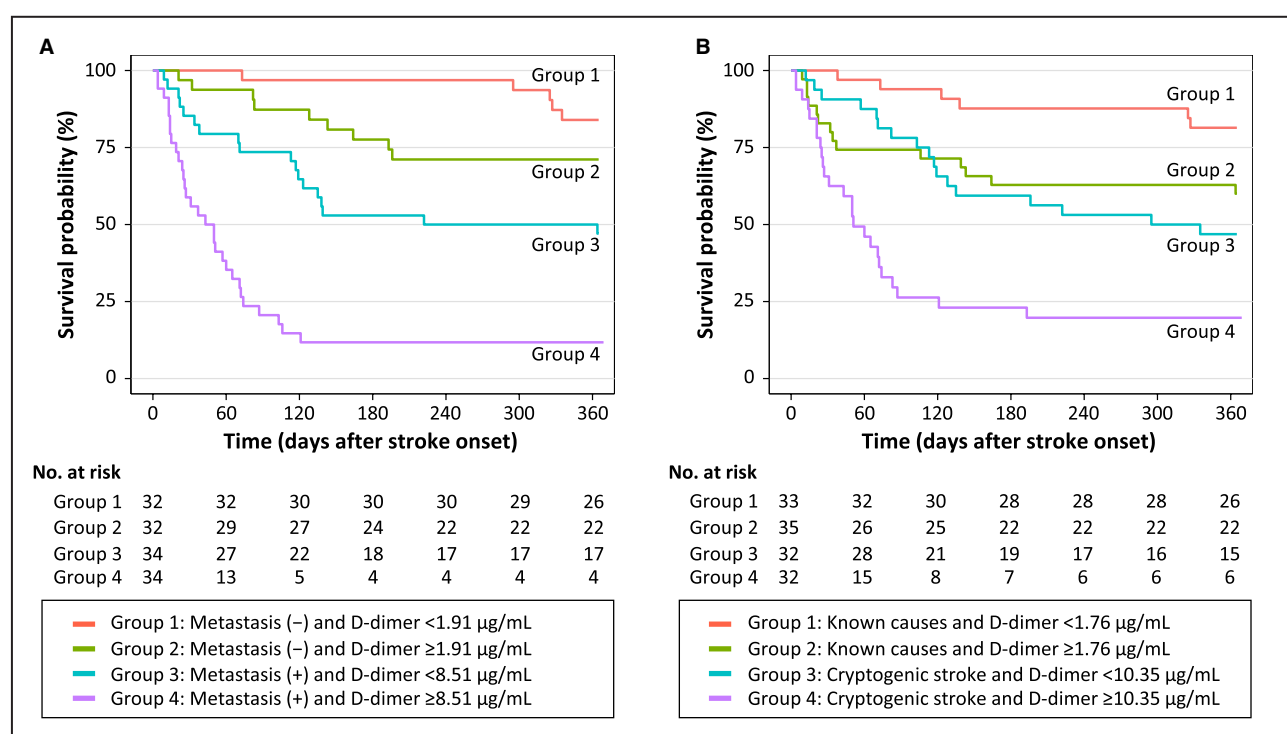 A
Survival probability (%)
100
75
50
25
0
Group 1
Group 2
Group 3
Group 4
0 60 120 180 240 300 360
Time (days after stroke onset)
No. at risk
Group 1 32 32 30 30 30 29 26
Group 2 32 29 27 24 22 22 22
Group 3 34 27 22 18 17 17 17
Group 4 34 13 5 4 4 4 4
Group 1: Metastasis (−) and D-dimer <1.91 µg/mL
Group 2: Metastasis (−) and D-dimer ≥1.91 µg/mL
Group 3: Metastasis (+) and D-dimer <8.51 µg/mL
Group 4: Metastasis (+) and D-dimer ≥8.51 µg/mL
B
Survival probability (%)
100
75
50
25
0
Group 1
Group 2
Group 3
Group 4
0 60 120 180 240 300 360
Time (days after stroke onset)
No. at risk
Group 1 33 32 30 28 28 28 26
Group 2 35 26 25 22 22 22 22
Group 3 32 28 21 19 17 16 15
Group 4 32 15 8 7 6 6 6
Group 1: Known causes and D-dimer <1.76 µg/mL
Group 2: Known causes and D-dimer ≥1.76 µg/mL
Group 3: Cryptogenic stroke and D-dimer <10.35 µg/mL
Group 4: Cryptogenic stroke and D-dimer ≥10.35 µg/mL